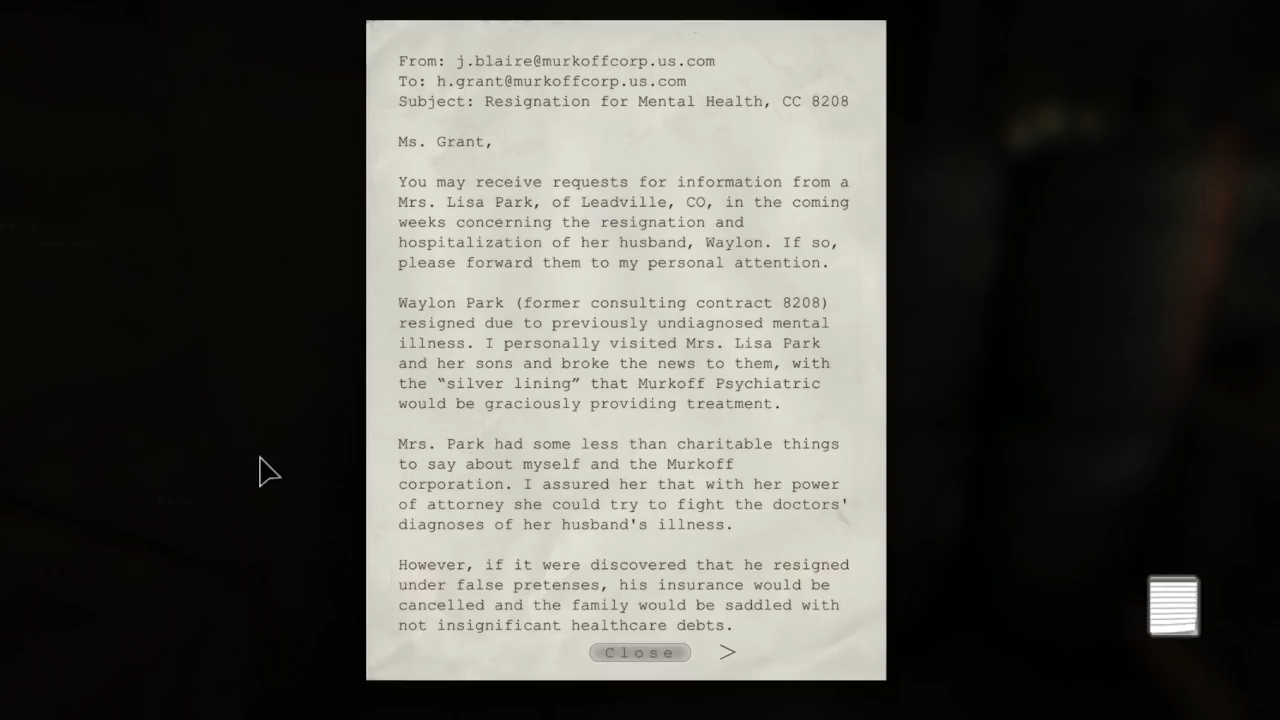 From: j.blaire@murkoffcorp.us.com
To: h.grant@murkoffcorp.us.com
Subject: Resignation for Mental Health, CC 8208
Ms. Grant,
You may receive requests for information from a
Mrs. Lisa Park, of Leadville, CO, in the coming
weeks concerning the resignation and
hospitalization of her husband, Waylon. If so,
please forward them to my personal attention.
Waylon Park (former consulting contract 8208)
resigned due to previously undiagnosed mental
illness. I personally visited Mrs. Lisa Park
and her sons and broke the news to them, with
the “silver lining” that Murkoff Psychiatric
would be graciously providing treatment.
Mrs. Park had some less than charitable things
to say about myself and the Murkoff
corporation. I assured her that with her power
of attorney she could try to fight the doctors'
diagnoses of her husband's illness.
However, if it were discovered that he resigned
under false pretenses, his insurance would be
cancelled and the family would be saddled with
not insignificant healthcare debts.
Close >